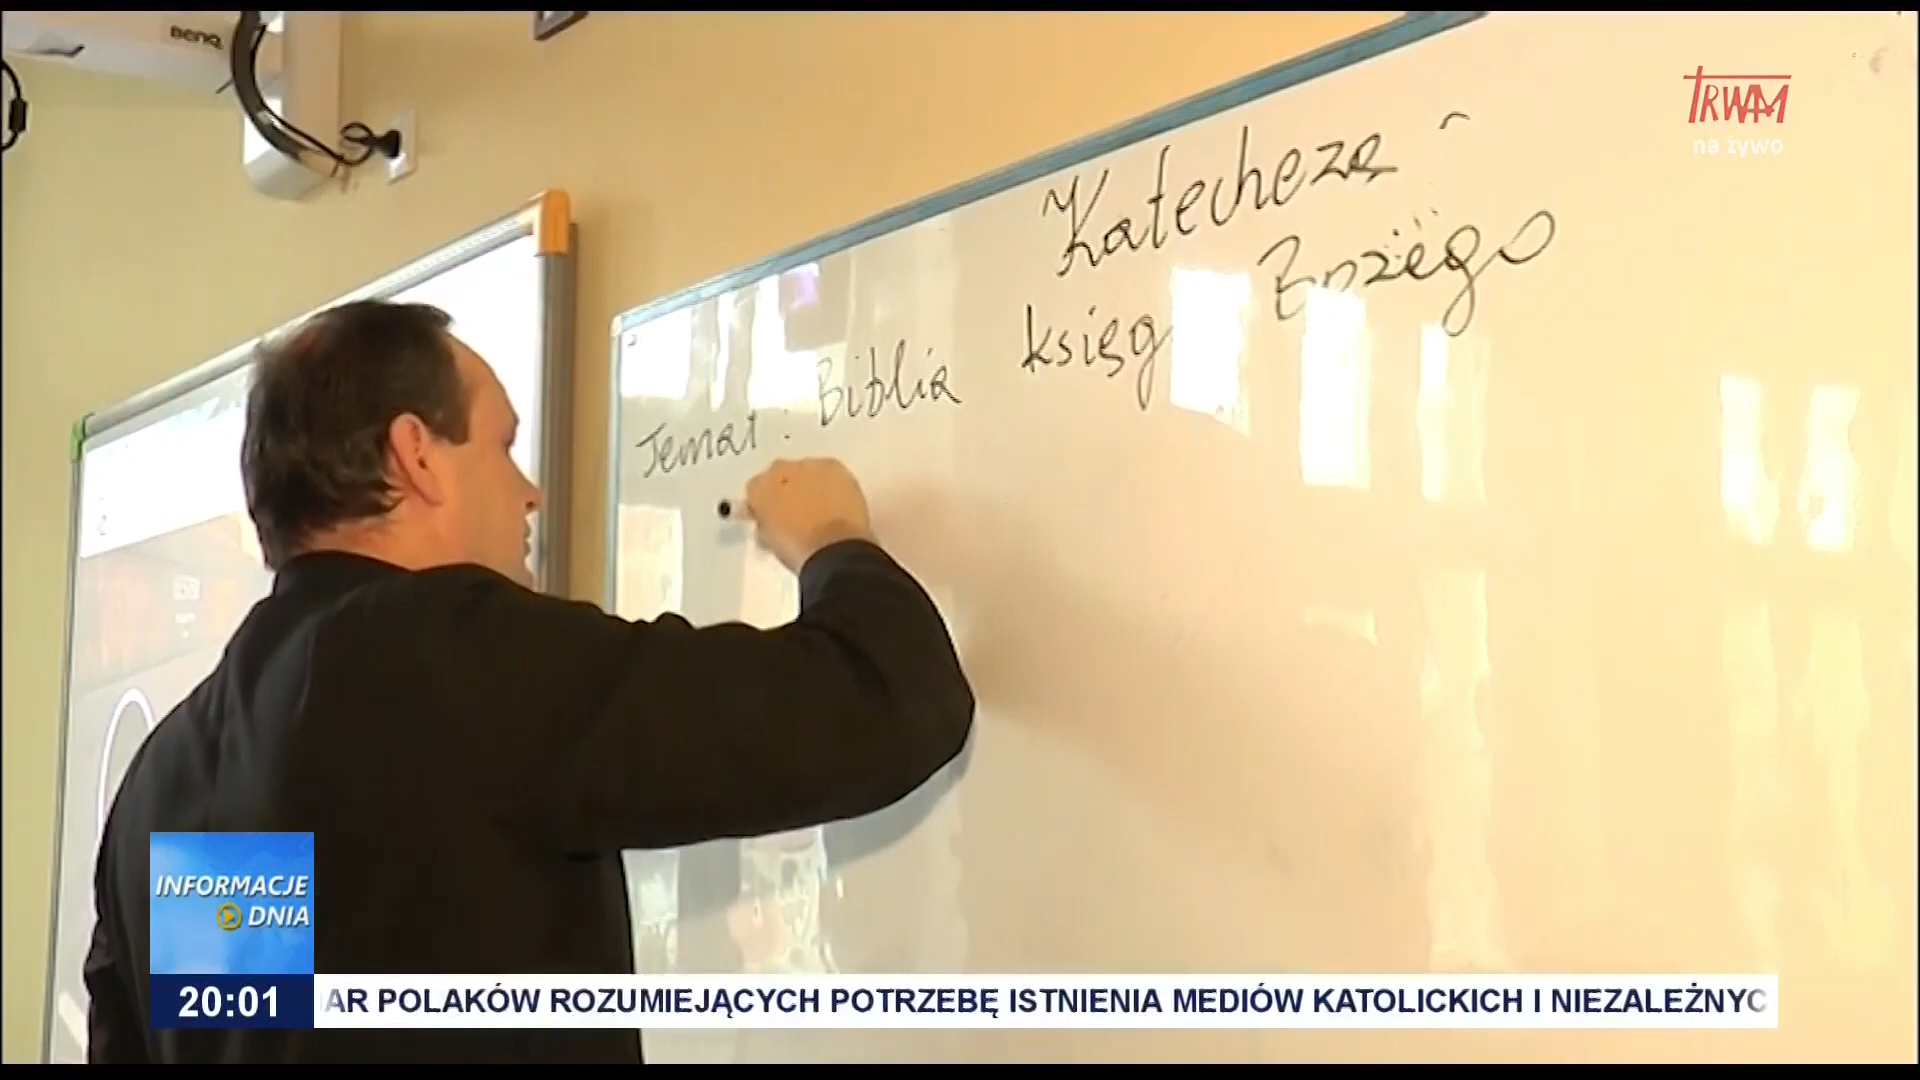 BenQ
TRWAM
na żywo
Katecheza
Temat: Biblia księg Bożego
INFORMACJE
DNIA
20:01
AR POLAKÓW ROZUMIEJĄCYCH POTRZEBĘ ISTNIENIA MEDIÓW KATOLICKICH I NIEZALEŻNYC